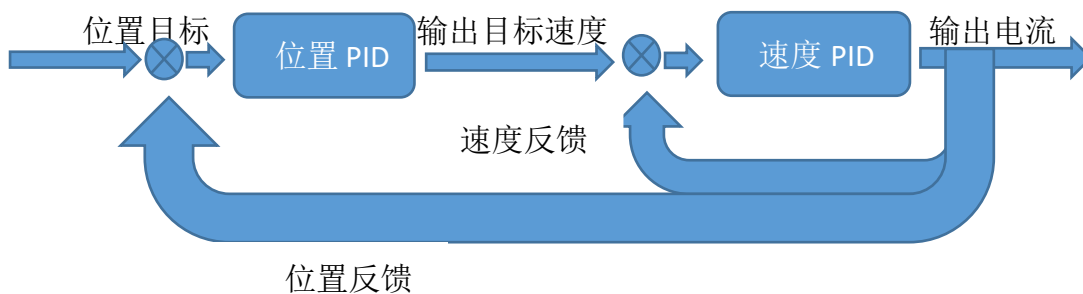 位置目标
位置 PID
输出目标速度
速度 PID
输出电流
速度反馈
位置反馈